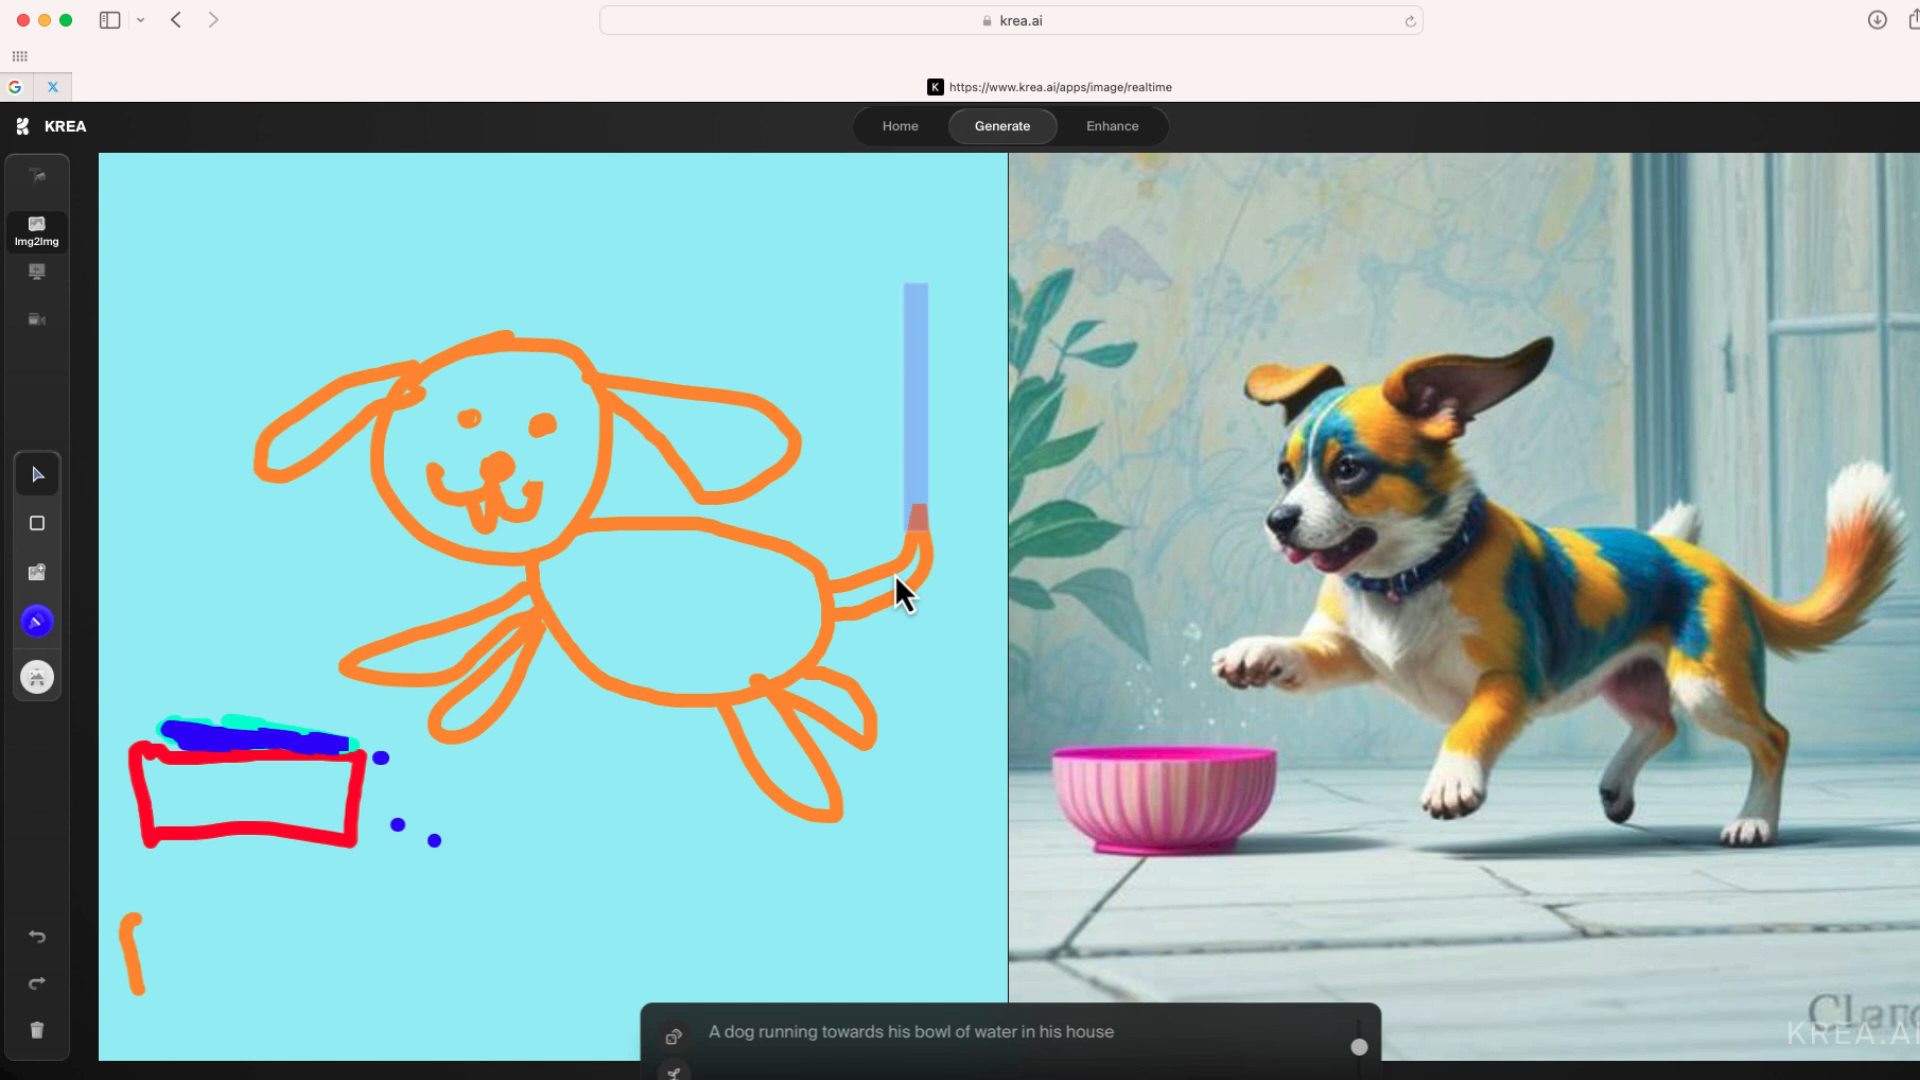 krea.ai
https://www.krea.ai/apps/image/realtime
KREA
Home
Generate
Enhance
Img2Img
A dog running towards his bowl of water in his house
KREA.AI